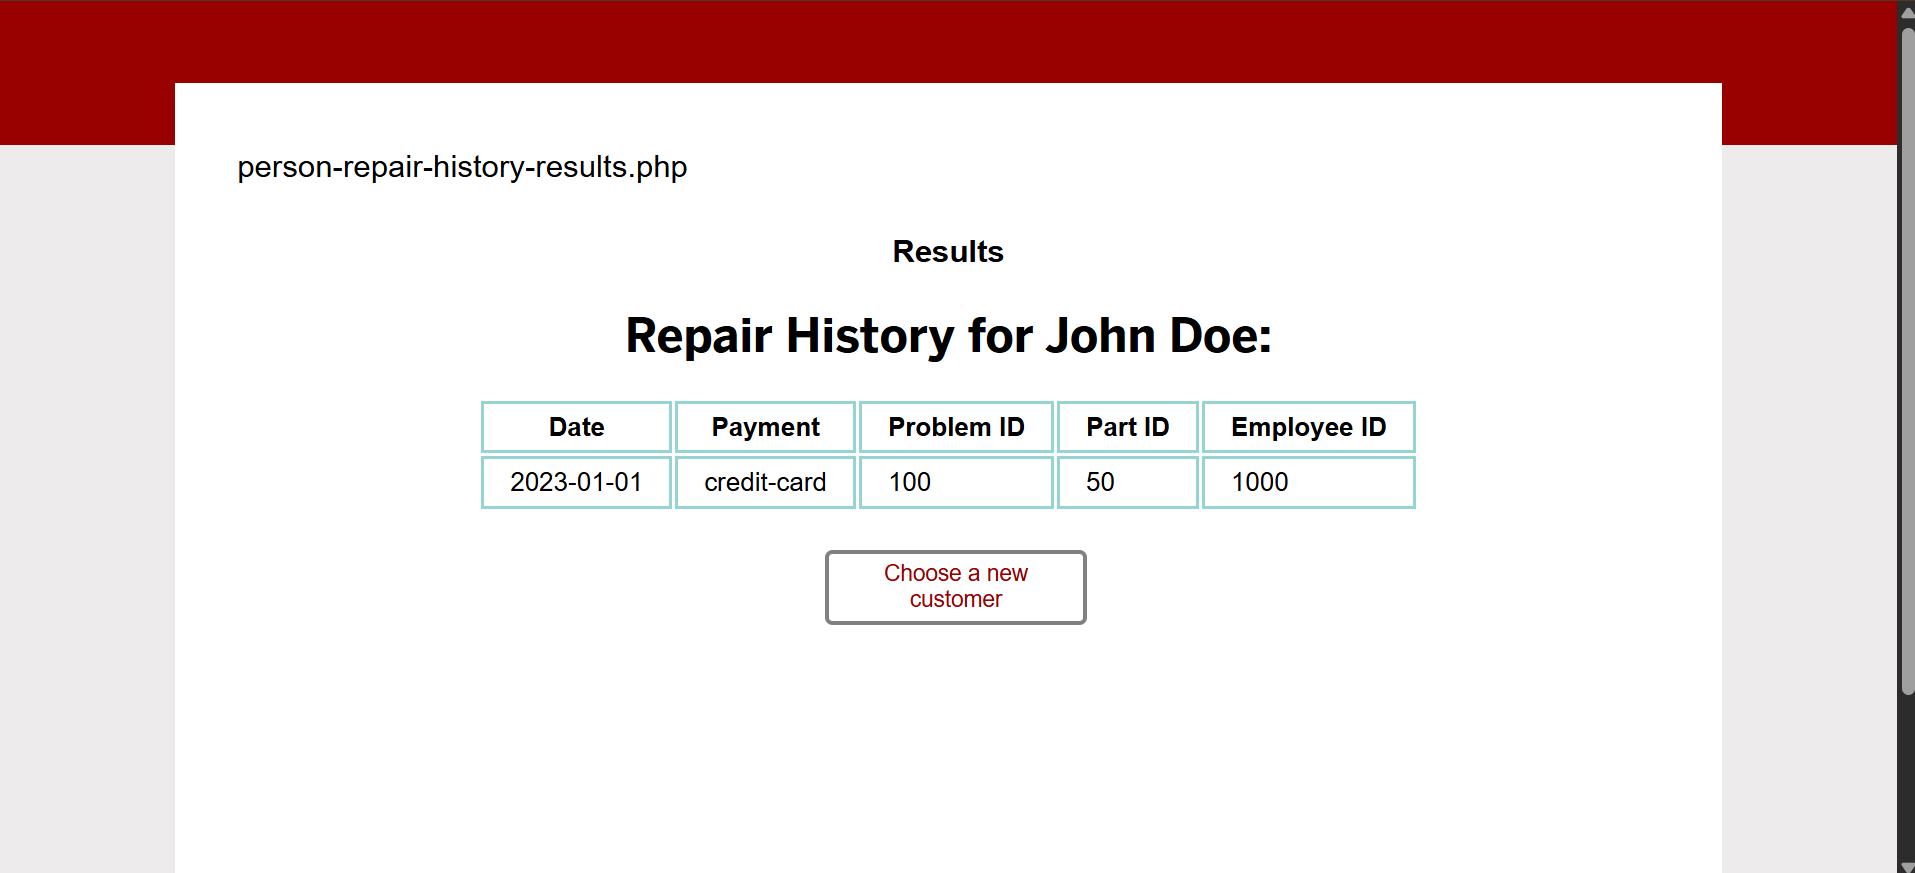 person-repair-history-results.php
Results
Repair History for John Doe:
Date Payment Problem ID Part ID Employee ID
2023-01-01 credit-card 100 50 1000
Choose a new
customer